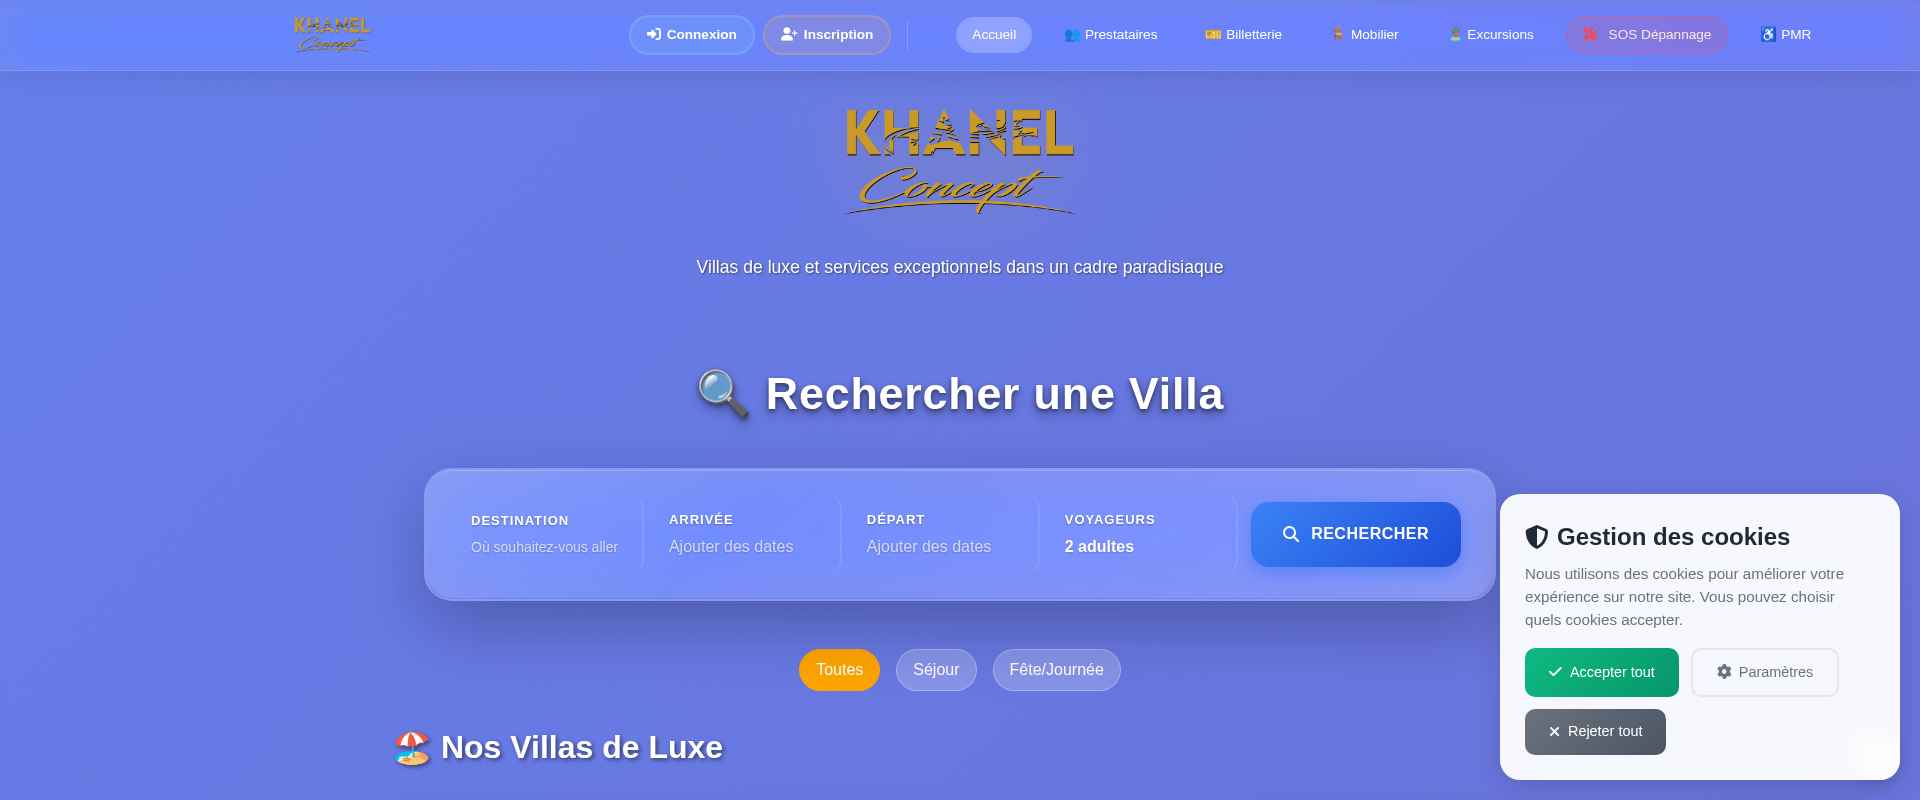 KHANEL
Concept
Connexion
Inscription
Accueil
Prestataires
Billetterie
Mobilier
Excursions
SOS Dépannage
PMR
KHANEL
Concept
Villas de luxe et services exceptionnels dans un cadre paradisiaque
Rechercher une Villa
DESTINATION
Où souhaitez-vous aller
ARRIVÉE
Ajouter des dates
DÉPART
Ajouter des dates
VOYAGEURS
2 adultes
RECHERCHER
Toutes
Séjour
Fête/Journée
Nos Villas de Luxe
Gestion des cookies
Nous utilisons des cookies pour améliorer votre
expérience sur notre site. Vous pouvez choisir
quels cookies accepter.
Accepter tout
Paramètres
Rejeter tout